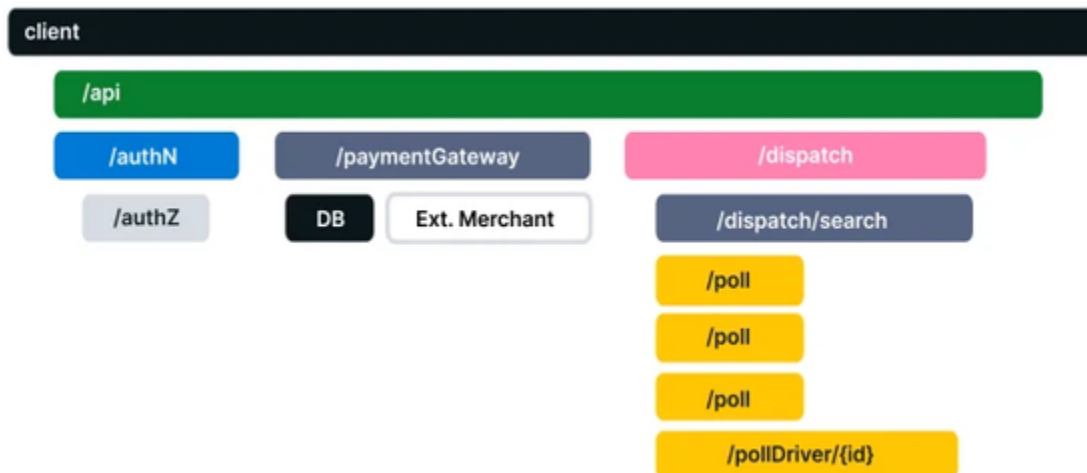 client
/api
/authN
/paymentGateway
/dispatch
/authZ
DB
Ext. Merchant
/dispatch/search
/poll
/poll
/poll
/pollDriver/{id}